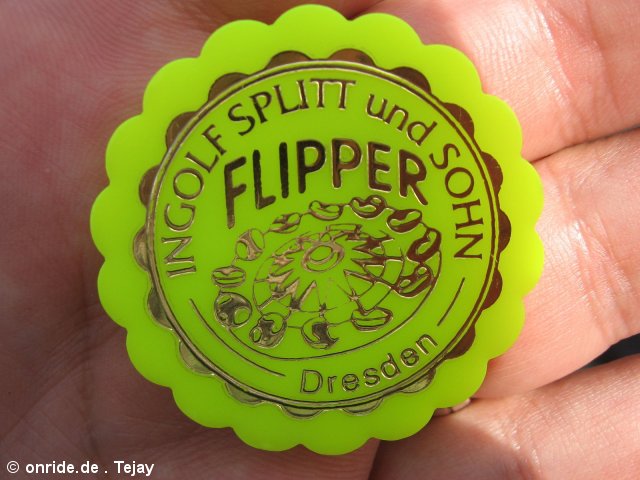 INGOLF SPLITT und SOHN
FLIPPER
Dresden
© onride.de . Tejay